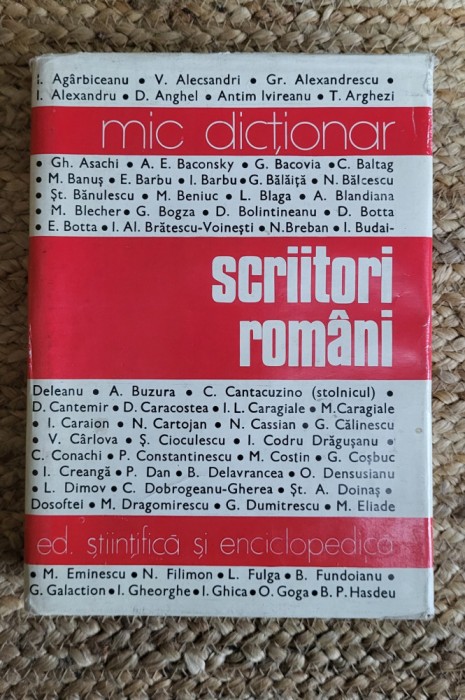 I. Agârbiceanu • V. Alecsandri • Gr. Alexandrescu •
I. Alexandru • D. Anghel • Antim Ivireanu • T. Arghezi
mic dicționar
• Gh. Asachi • A. E. Baconsky • G. Bacovia • C. Baltag
• M. Banuș • E. Barbu • I. Barbu • G. Bălăiță • N. Bălcescu
Șt. Bănulescu • M. Beniuc • L. Blaga • A. Blandiana
• M. Blecher • G. Bogza • D. Bolintineanu • D. Botta
• E. Botta • I. Al. Brătescu-Voinești • N. Breban • I. Budai-
scriitori
români
Deleanu • A. Buzura • C. Cantacuzino (stolnicul) •
D. Cantemir • D. Caracostea • I. L. Caragiale • M. Caragiale
• I. Caraion • N. Cartojan • N. Cassian • G. Călinescu
• V. Cârlova • Ș. Cioculescu • I. Codru Drăgușanu •
C. Conachi • P. Constantinescu • M. Costin • G. Coșbuc
• I. Creangă • P. Dan • B. Delavrancea • O. Densusianu
• L. Dimov • C. Dobrogeanu-Gherea • Șt. A. Doinaș •
Dosoftei • M. Dragomirescu • G. Dumitrescu • M. Eliade
ed. științifică și enciclopedică
• M. Eminescu • N. Filimon • L. Fulga • B. Fundoianu •
G. Galaction • I. Gheorghe • I. Ghica • O. Goga • B. P. Hasdeu